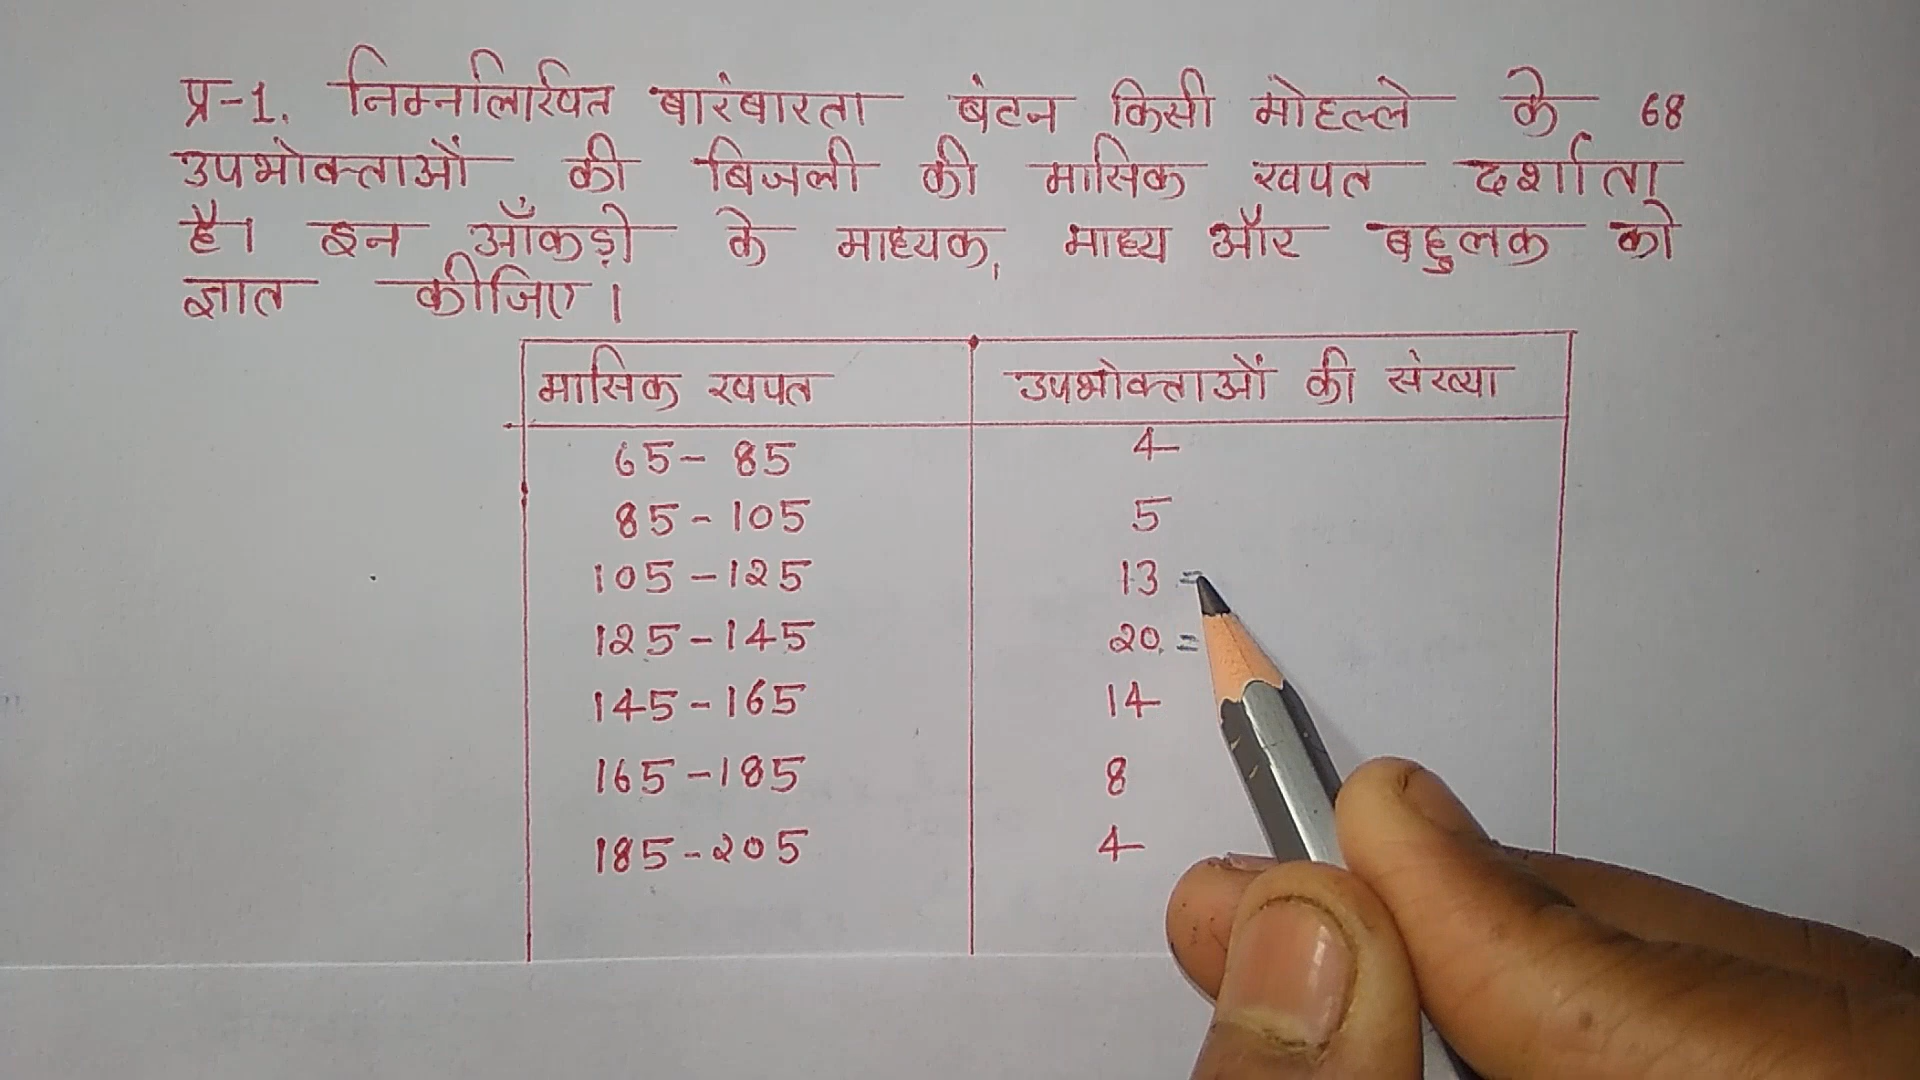 प्र-1. निम्नलिखित बारंबारता बंटन किसी मोहल्ले के 68
उपभोक्ताओं की बिजली की मासिक खपत दर्शाता
है। इन आँकड़ो के माध्यक, माध्य और बहुलक को
ज्ञात कीजिए।
मासिक खपत उपभोक्ताओं की संख्या
65 - 85 4
85 - 105 5
105 - 125 13 =
125 - 145 20. =
145 - 165 14
165 - 185 8
185 - 205 4